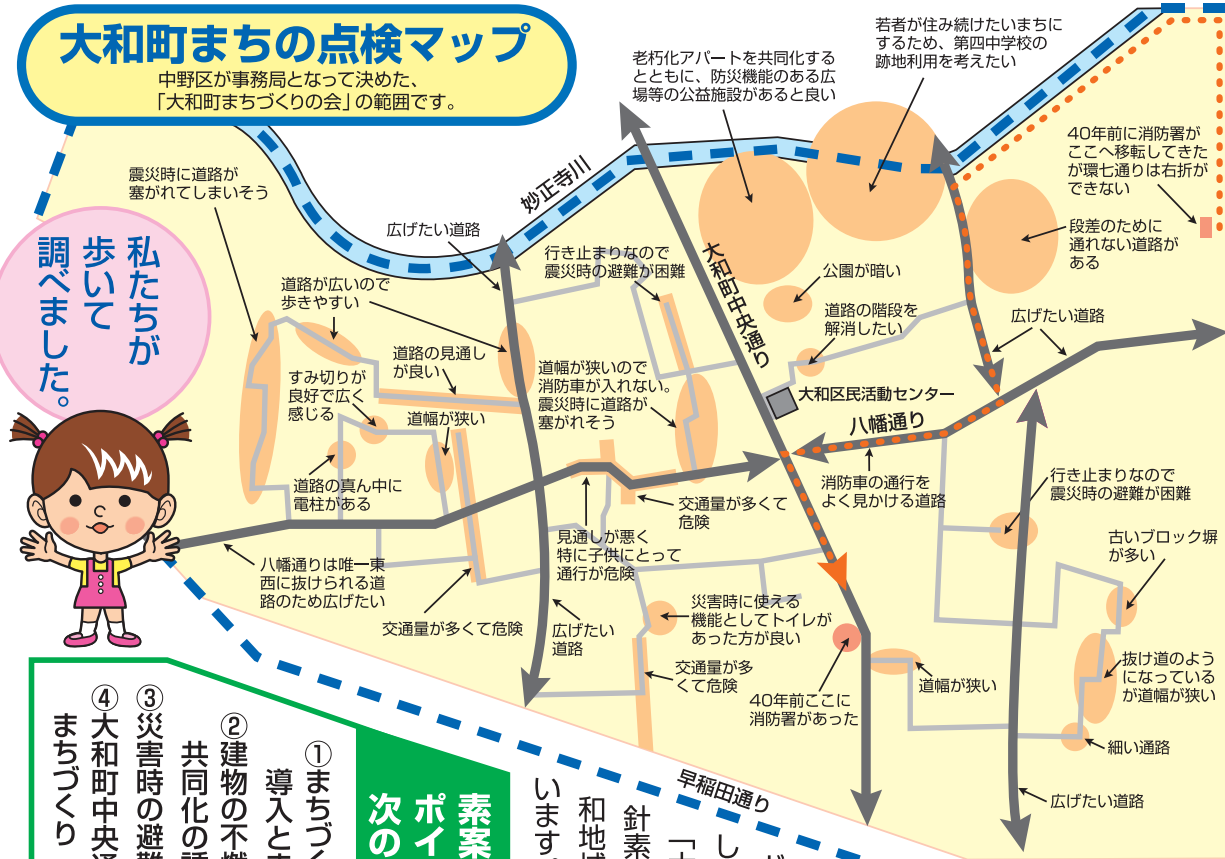 大和町まちの点検マップ
中野区が事務局となって決めた、
「大和町まちづくりの会」の範囲です。
老朽化アパートを共同化する
とともに、防災機能のある広
場等の公益施設があると良い
若者が住み続けたいまちに
するため、第四中学校の
跡地利用を考えたい
40年前に消防署が
ここへ移転してきた
が環七通りは右折が
できない
段差のために
通れない道路が
ある
震災時に道路が
塞がれてしまいそう
妙正寺川
広げたい道路
行き止まりなので
震災時の避難が困難
大和町中央通り
公園が暗い
道路の階段を
解消したい
広げたい道路
私たちが
歩いて
調べました。
道路が広いので
歩きやすい
道路の見通し
が良い
すみ切りが
良好で広く
感じる
道幅が狭い
道幅が狭いので
消防車が入れない。
震災時に道路が
塞がれそう
大和区民活動センター
八幡通り
道路の真ん中に
電柱がある
交通量が多くて
危険
消防車の通行を
よく見かける道路
行き止まりなので
震災時の避難が困難
古いブロック塀
が多い
見通しが悪く
特に子供にとって
通行が危険
八幡通りは唯一東
西に抜けられる道
路のため広げたい
交通量が多くて危険
広げたい
道路
災害時に使える
機能としてトイレが
あった方が良い
交通量が多
くて危険
40年前ここに
消防署があった
道幅が狭い
抜け道のよう
になっている
が道幅が狭い
細い通路
広げたい道路
早稲田通り
し
「大
針素
和地域
います。
素案
ポイ
次の
①まちづく
導入とま
②建物の不燃
共同化の誘
③災害時の避難
④大和町中央通
まちづくり